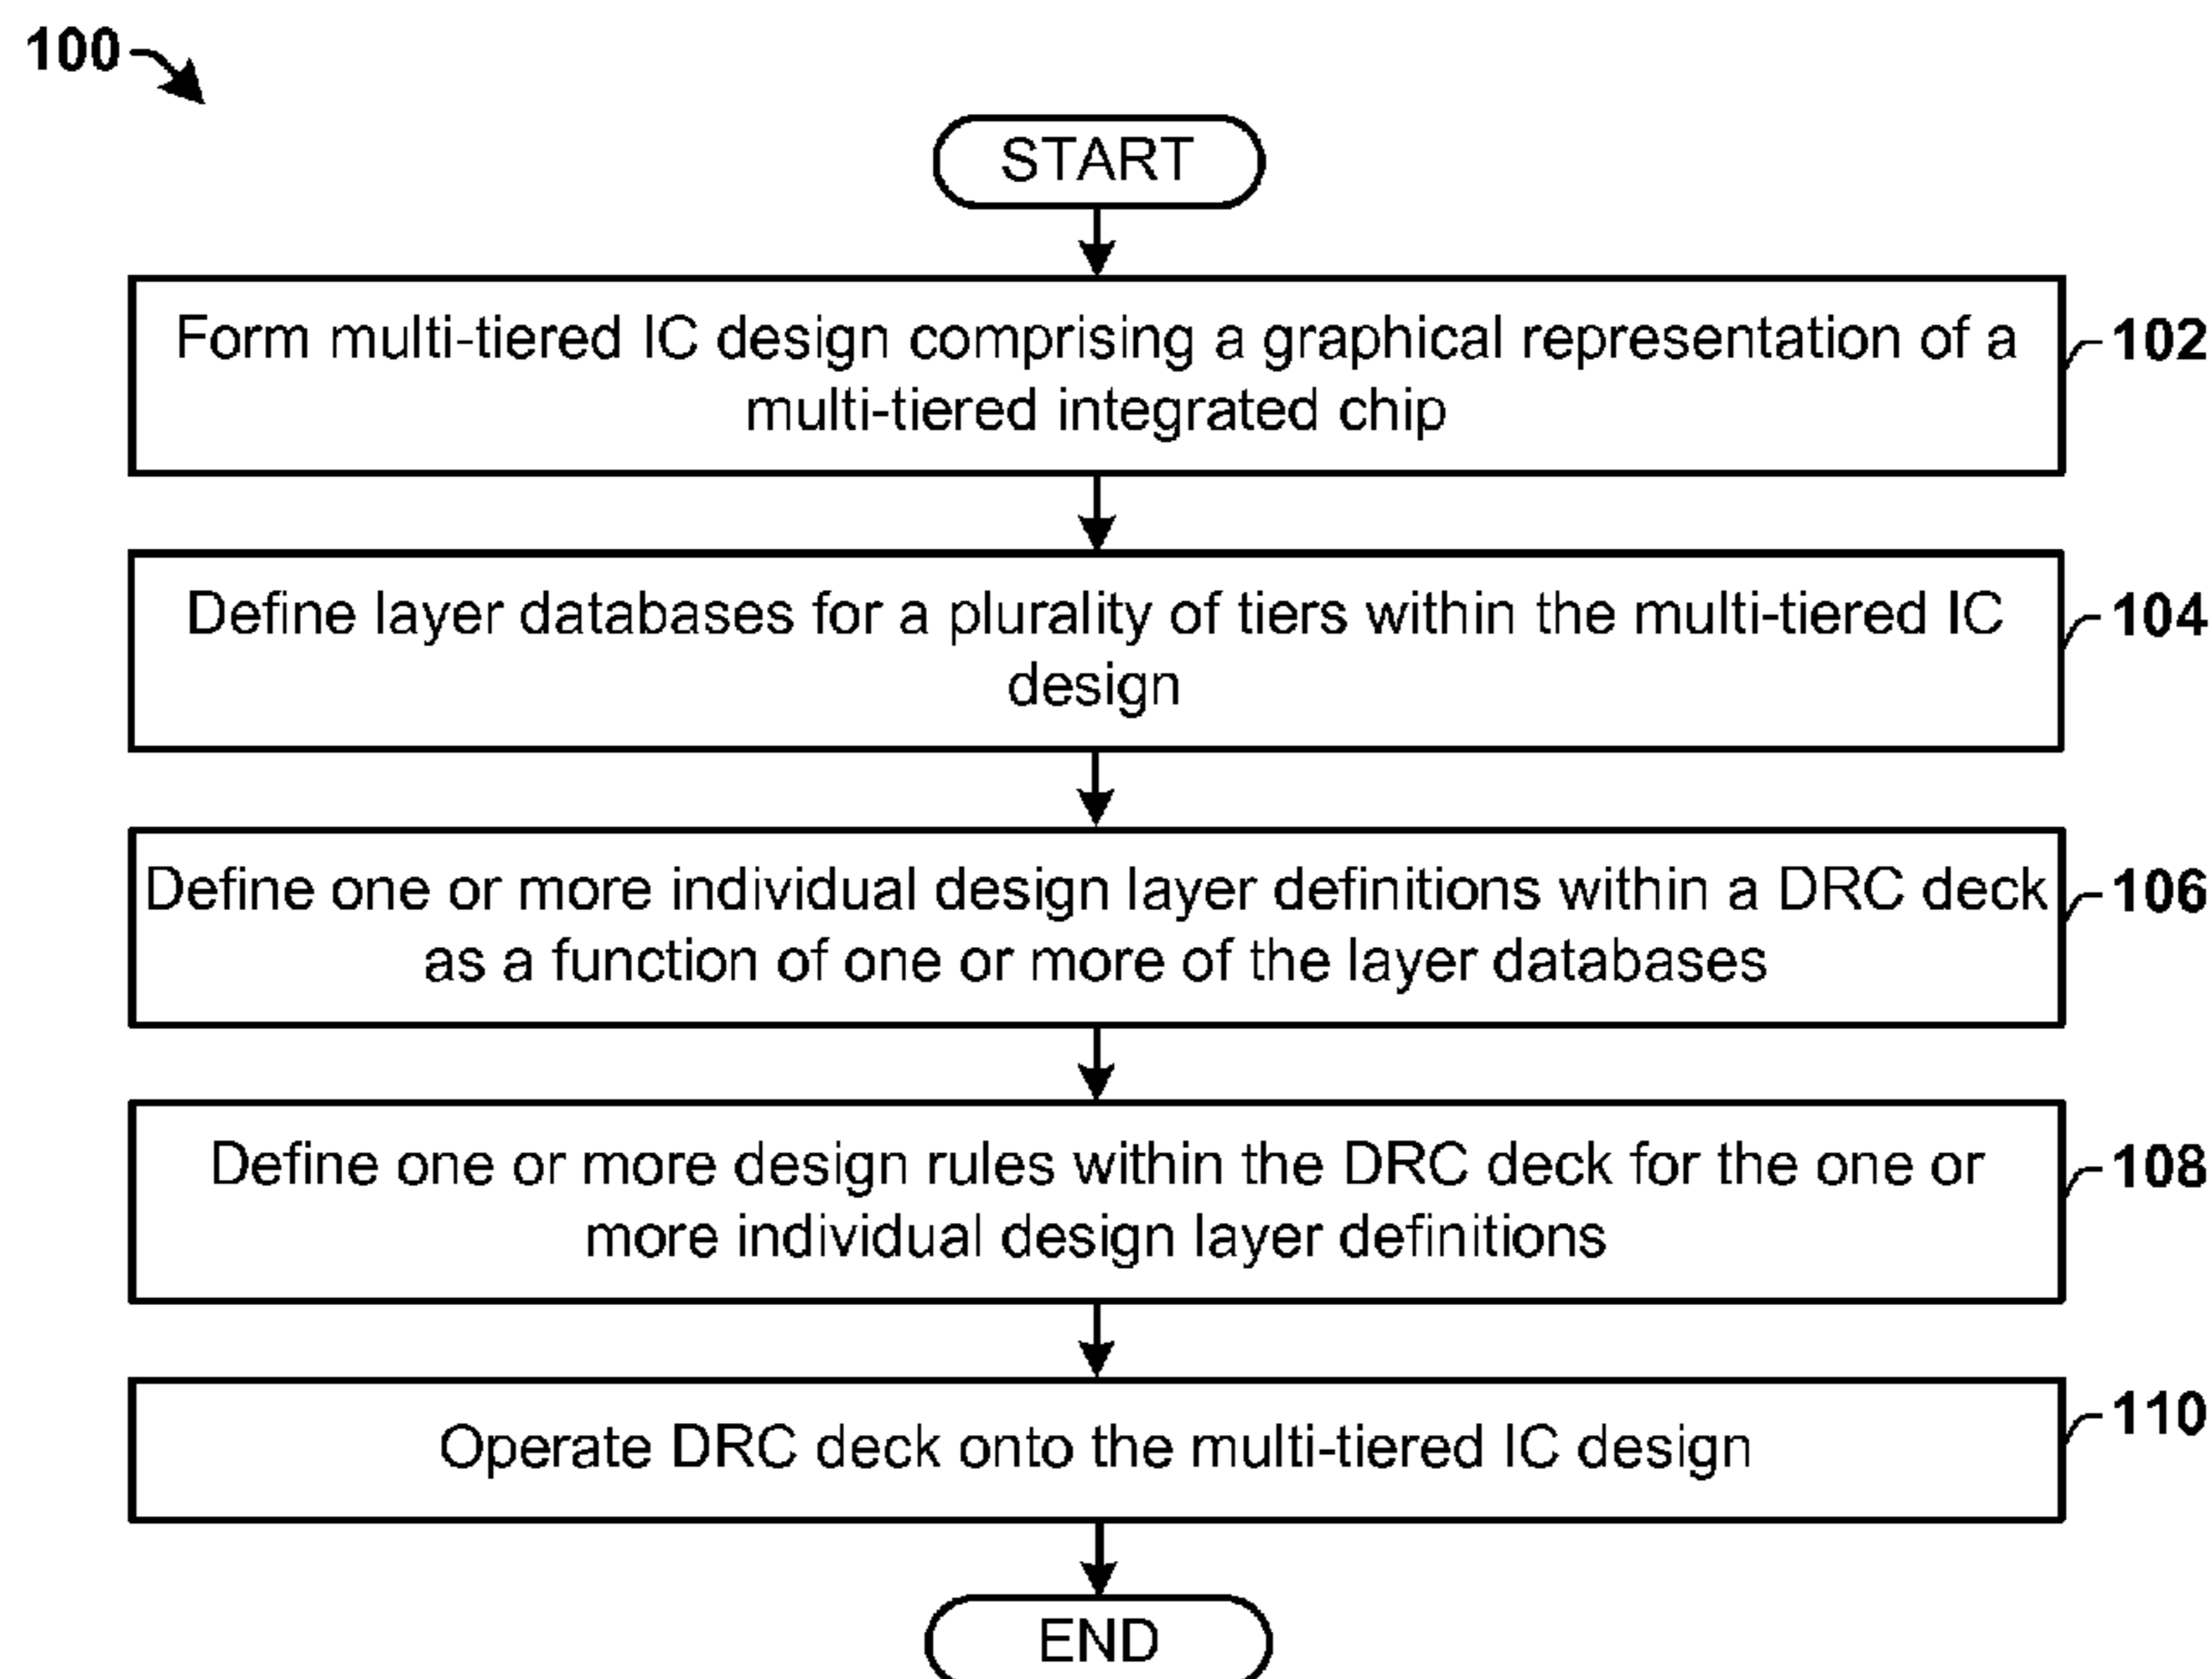 100
START
Form multi-tiered IC design comprising a graphical representation of a
multi-tiered integrated chip
102
Define layer databases for a plurality of tiers within the multi-tiered IC
design
104
Define one or more individual design layer definitions within a DRC deck
as a function of one or more of the layer databases
106
Define one or more design rules within the DRC deck for the one or
more individual design layer definitions
108
Operate DRC deck onto the multi-tiered IC design
110
END